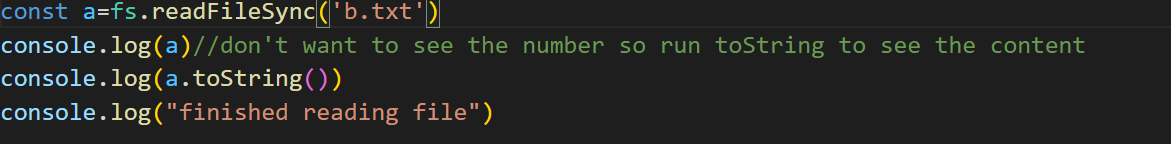 const a=fs.readFileSync('b.txt')
console.log(a)//don't want to see the number so run toString to see the content
console.log(a.toString())
console.log("finished reading file")